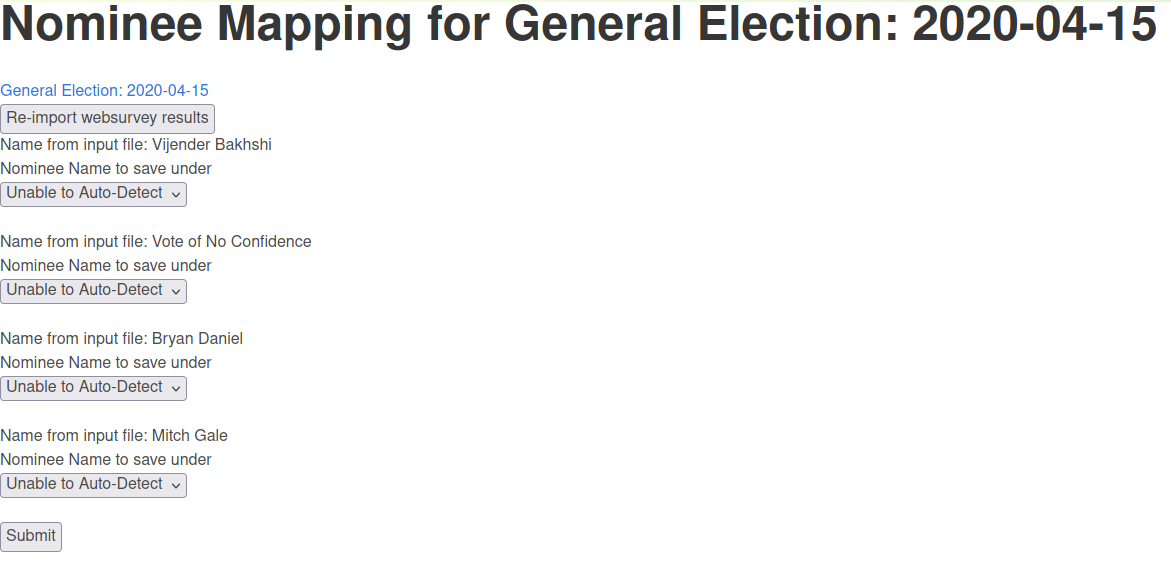 Nominee Mapping for General Election: 2020-04-15
General Election: 2020-04-15
Re-import websurvey results
Name from input file: Vijender Bakhshi
Nominee Name to save under
Unable to Auto-Detect
Name from input file: Vote of No Confidence
Nominee Name to save under
Unable to Auto-Detect
Name from input file: Bryan Daniel
Nominee Name to save under
Unable to Auto-Detect
Name from input file: Mitch Gale
Nominee Name to save under
Unable to Auto-Detect
Submit